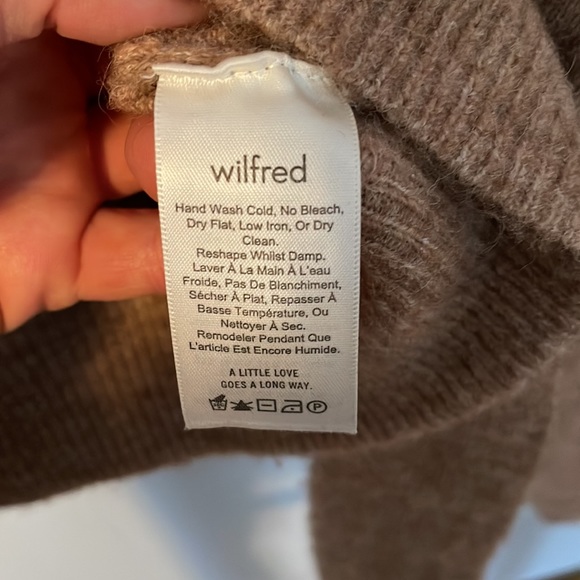 wilfred
Hand Wash Cold, No Bleach,
Dry Flat, Low Iron, Or Dry
Clean.
Reshape Whilst Damp.
Laver À La Main À L'eau
Froide, Pas De Blanchiment,
Sécher À Plat, Repasser À
Basse Température, Ou
Nettoyer À Sec.
Remodeler Pendant Que
L'article Est Encore Humide.
A LITTLE LOVE
GOES A LONG WAY.
P